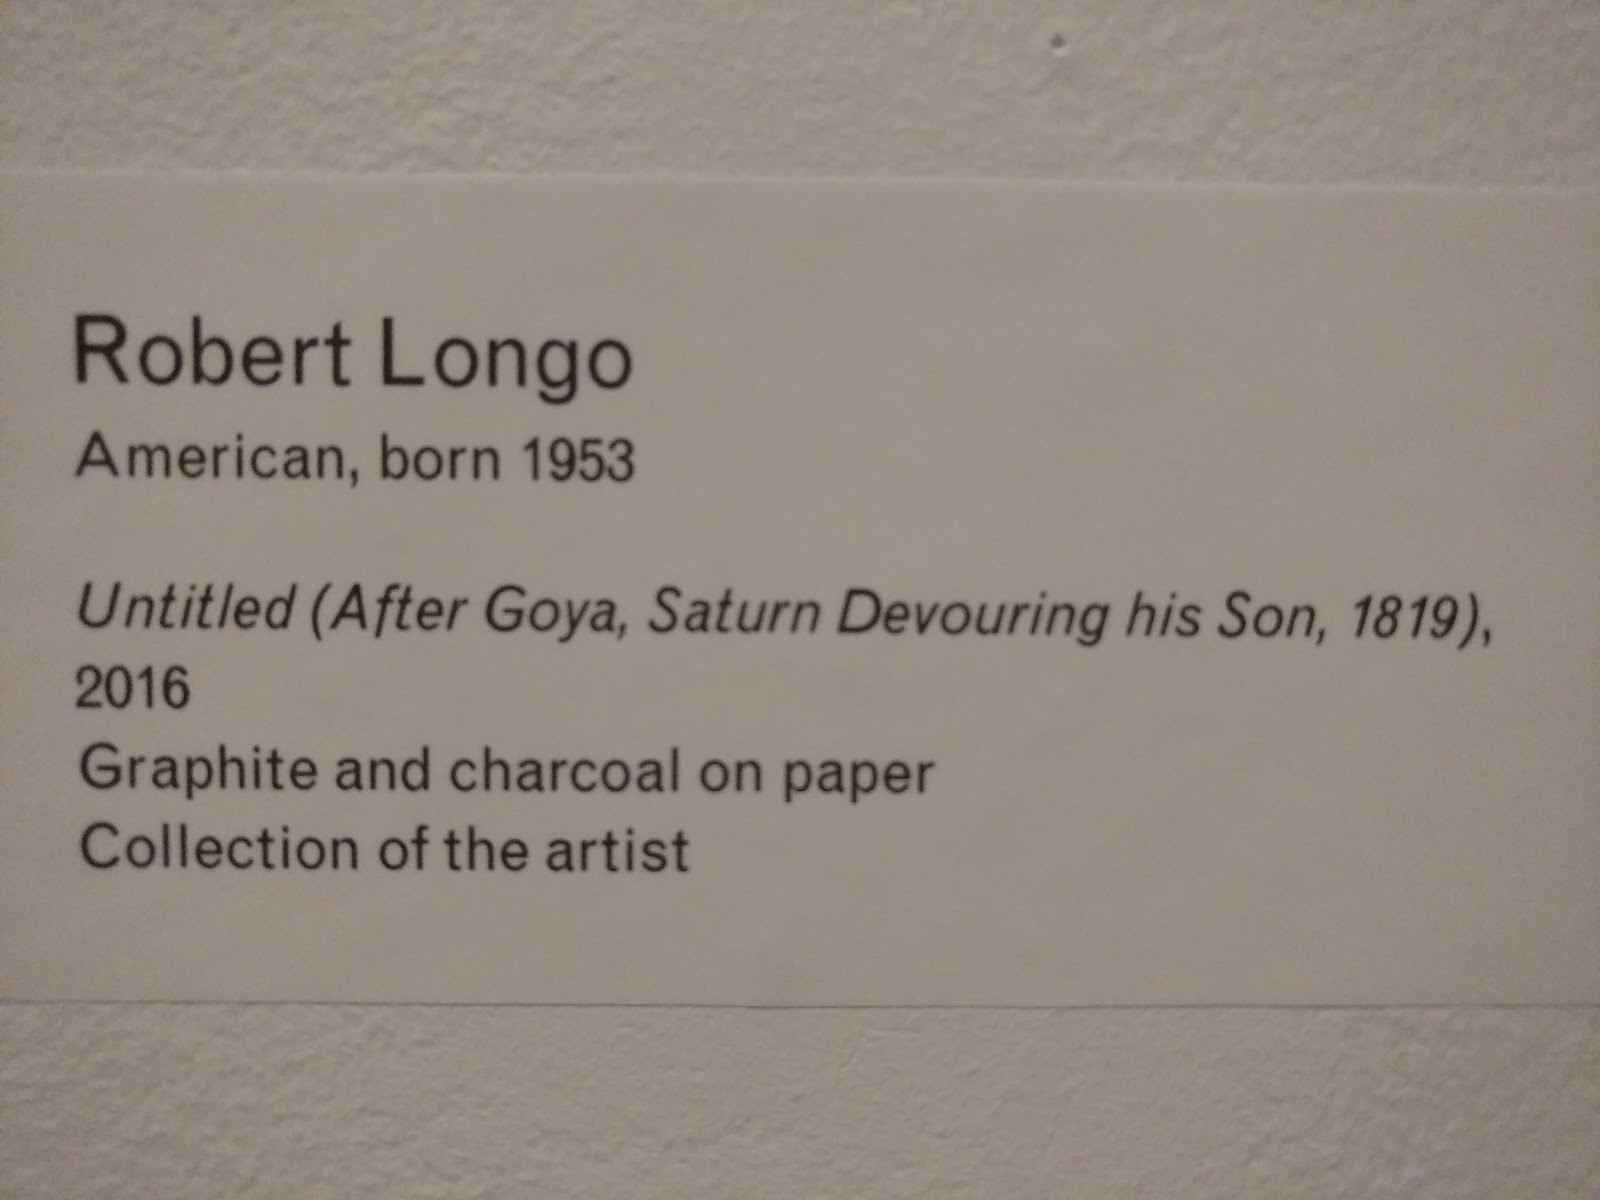 Robert Longo
American, born 1953
Untitled (After Goya, Saturn Devouring his Son, 1819),
2016
Graphite and charcoal on paper
Collection of the artist